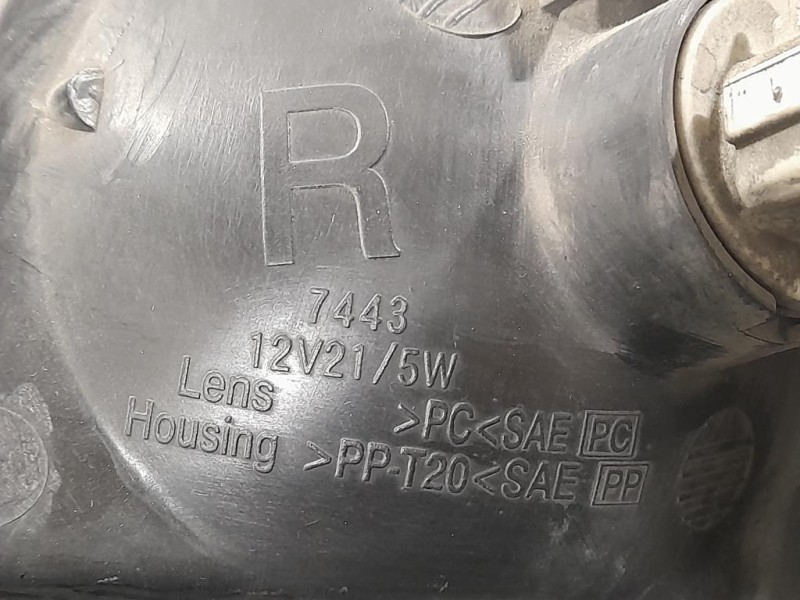 R
7443
12V21/5W
Lens >PC<SAE PC
Housing >PP-T20<SAE PP